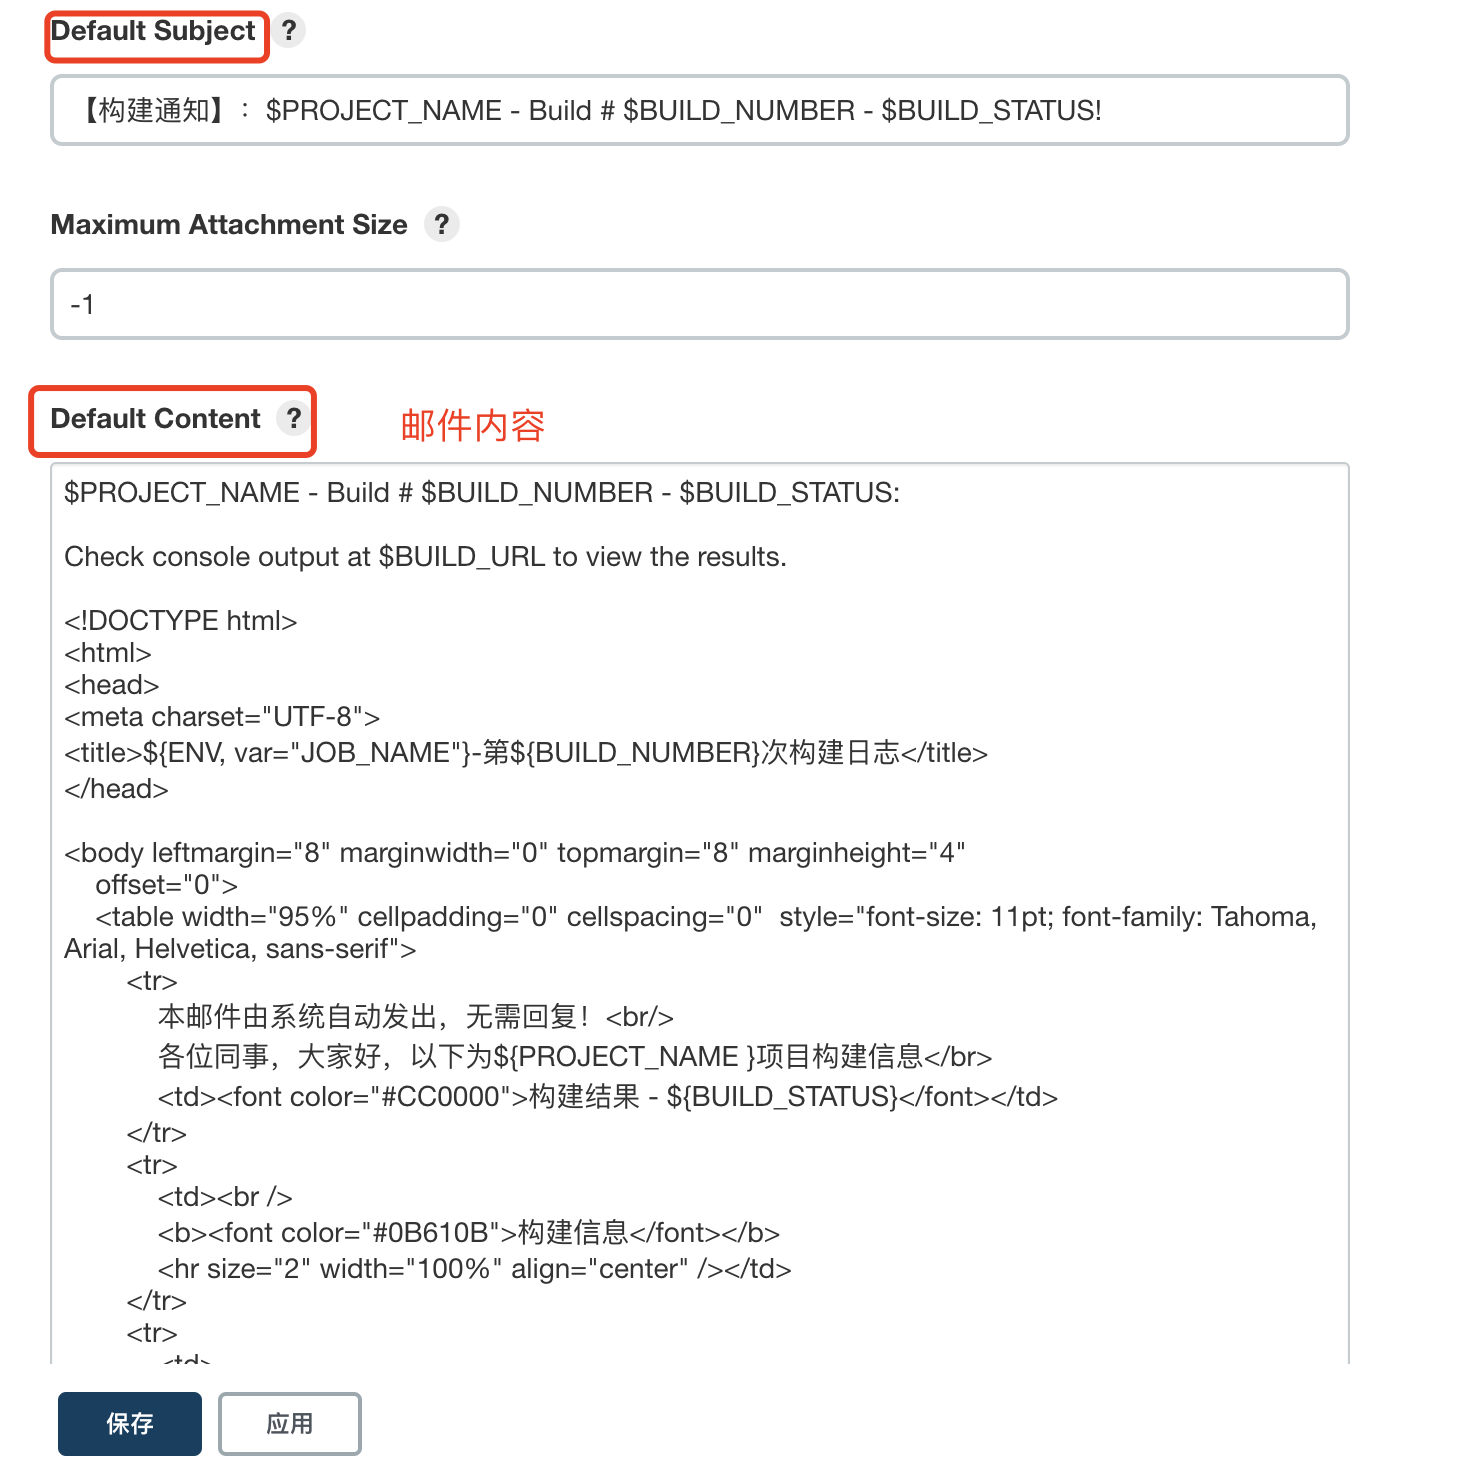 Default Subject ?
【构建通知】：$PROJECT_NAME - Build # $BUILD_NUMBER - $BUILD_STATUS!
Maximum Attachment Size ?
-1
Default Content ?
邮件内容
$PROJECT_NAME - Build # $BUILD_NUMBER - $BUILD_STATUS:
Check console output at $BUILD_URL to view the results.
<!DOCTYPE html>
<html>
<head>
<meta charset="UTF-8">
<title>${ENV, var="JOB_NAME"}-第${BUILD_NUMBER}次构建日志</title>
</head>
<body leftmargin="8" marginwidth="0" topmargin="8" marginheight="4"
offset="0">
<table width="95%" cellpadding="0" cellspacing="0"  style="font-size: 11pt; font-family: Tahoma,
Arial, Helvetica, sans-serif">
<tr>
本邮件由系统自动发出，无需回复！<br/>
各位同事，大家好，以下为${PROJECT_NAME }项目构建信息</br>
<td><font color="#CC0000">构建结果 - ${BUILD_STATUS}</font></td>
</tr>
<tr>
<td><br />
<b><font color="#0B610B">构建信息</font></b>
<hr size="2" width="100%" align="center" /></td>
</tr>
<tr>
<td>
保存
应用